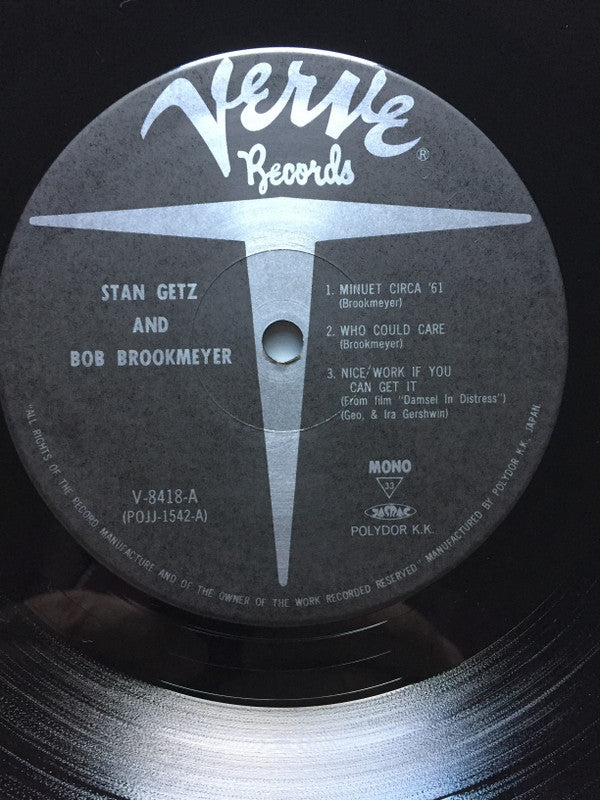 Verve
Records
®
STAN GETZ
AND
BOB BROOKMEYER
1. MINUET CIRCA '61
(Brookmeyer)
2. WHO COULD CARE
(Brookmeyer)
3. NICE WORK IF YOU
CAN GET IT
(From film "Damsel In Distress")
(Geo, & Ira Gershwin)
V-8418-A
(POJJ-1542-A)
MONO
33
JASRAC
POLYDOR K.K.
"ALL RIGHTS OF THE RECORD MANUFACTURE AND OF THE OWNER OF THE WORK RECORDED RESERVED" MANUFACTURED BY POLYDOR K.K. JAPAN